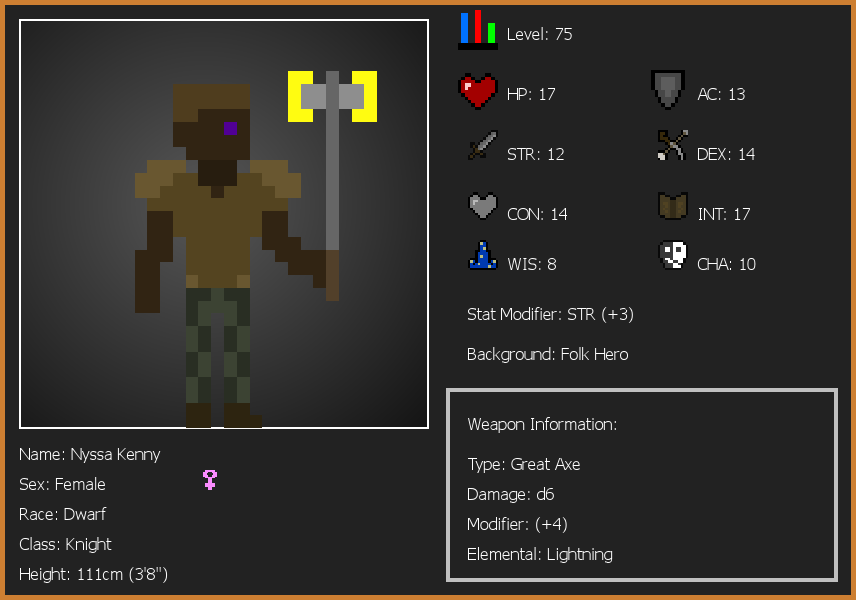 Level: 75
HP: 17
AC: 13
STR: 12
DEX: 14
CON: 14
INT: 17
WIS: 8
CHA: 10
Stat Modifier: STR (+3)
Background: Folk Hero
Weapon Information:
Type: Great Axe
Damage: d6
Modifier: (+4)
Elemental: Lightning
Name: Nyssa Kenny
Sex: Female
Race: Dwarf
Class: Knight
Height: 111cm (3'8")